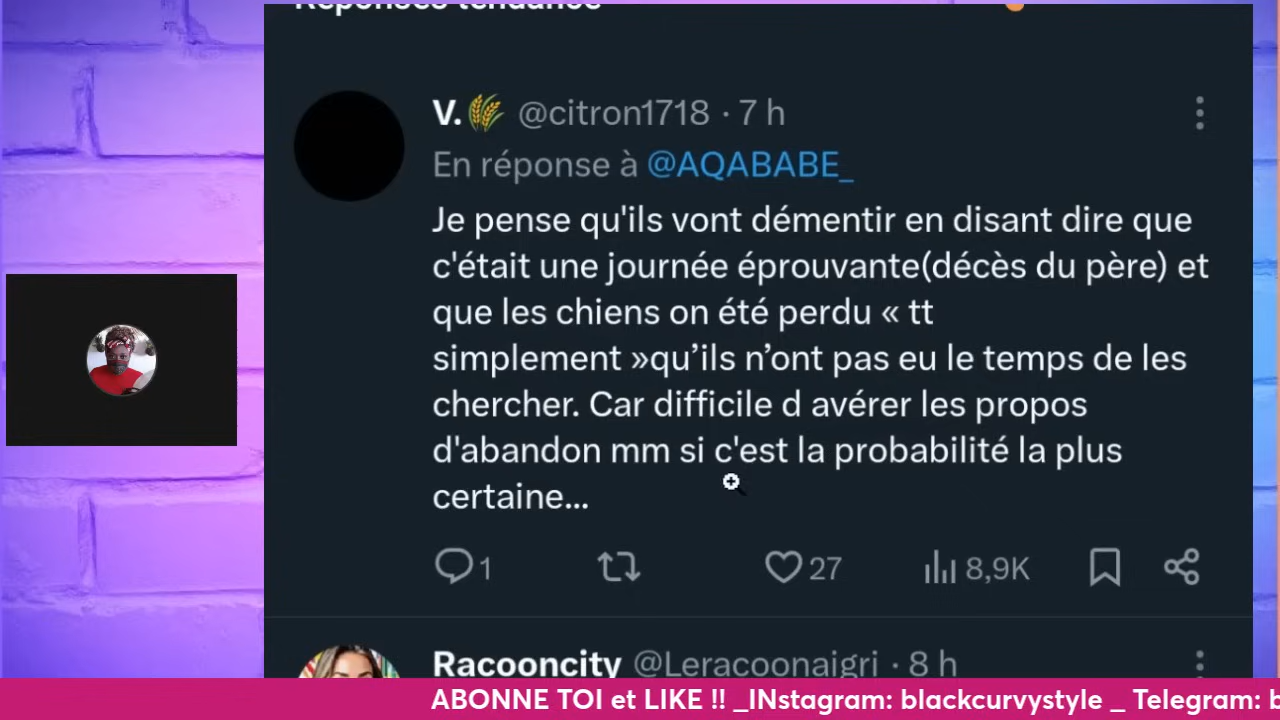 Réponses tendance
V. @citron1718 · 7 h
En réponse à @AQABABE_
Je pense qu'ils vont démentir en disant dire que
c'était une journée éprouvante(décès du père) et
que les chiens on été perdu « tt
simplement »qu’ils n’ont pas eu le temps de les
chercher. Car difficile d avérer les propos
d'abandon mm si c'est la probabilité la plus
certaine...
1 27 8,9K
Racooncity @Leracoonaigri · 8 h
ABONNE TOI et LIKE !! _INstagram: blackcurvystyle _ Telegram: b